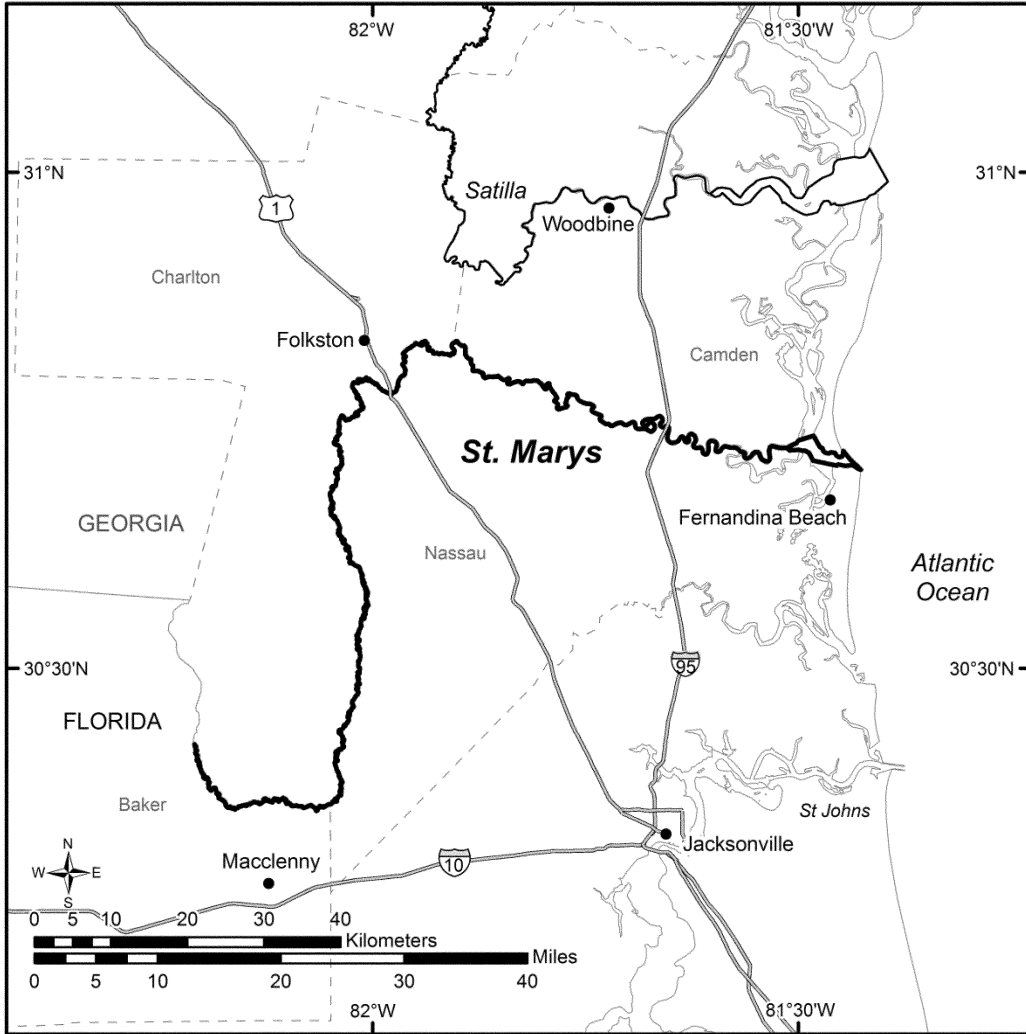 82°W
81°30'W
31°N
31°N
Satilla
1
Woodbine
Charlton
Folkston
Camden
St. Marys
Fernandina Beach
GEORGIA
Nassau
Atlantic
Ocean
30°30'N
95
30°30'N
FLORIDA
Baker
St Johns
Jacksonville
N
W E
S
Macclenny
10
0 5 10 20 30 40
Kilometers
Miles
0 5 10 20 30 40
82°W
81°30'W